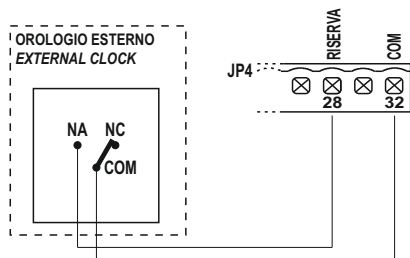 OROLOGIO ESTERNO
EXTERNAL CLOCK
NA NC
COM
RISERVA
COM
JP4
28 32